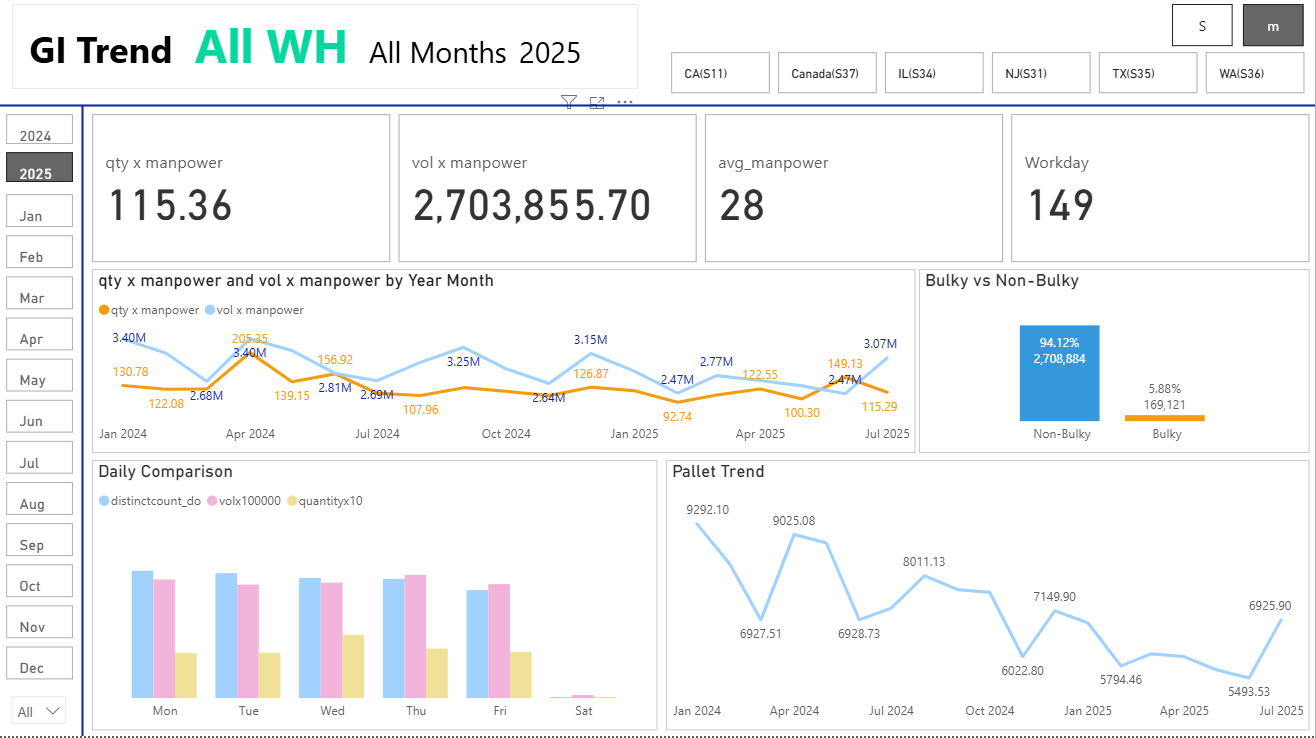 GI Trend All WH All Months 2025
S
m
CA(S11)
Canada(S37)
IL(S34)
NJ(S31)
TX(S35)
WA(S36)
2024
2025
Jan
Feb
Mar
Apr
May
Jun
Jul
Aug
Sep
Oct
Nov
Dec
All
qty x manpower
115.36
vol x manpower
2,703,855.70
avg_manpower
28
Workday
149
qty x manpower and vol x manpower by Year Month
qty x manpower
vol x manpower
3.40M
130.78
122.08
2.68M
205.35
3.40M
139.15
156.92
2.81M
2.69M
107.96
3.25M
2.64M
3.15M
126.87
2.47M
92.74
2.77M
122.55
100.30
149.13
2.47M
3.07M
115.29
Jan 2024
Apr 2024
Jul 2024
Oct 2024
Jan 2025
Apr 2025
Jul 2025
Bulky vs Non-Bulky
94.12%
2,708,884
5.88%
169,121
Non-Bulky
Bulky
Daily Comparison
distinctcount_do
volx100000
quantityx10
Mon
Tue
Wed
Thu
Fri
Sat
Pallet Trend
9292.10
6927.51
9025.08
6928.73
8011.13
6022.80
7149.90
5794.46
5493.53
6925.90
Jan 2024
Apr 2024
Jul 2024
Oct 2024
Jan 2025
Apr 2025
Jul 2025